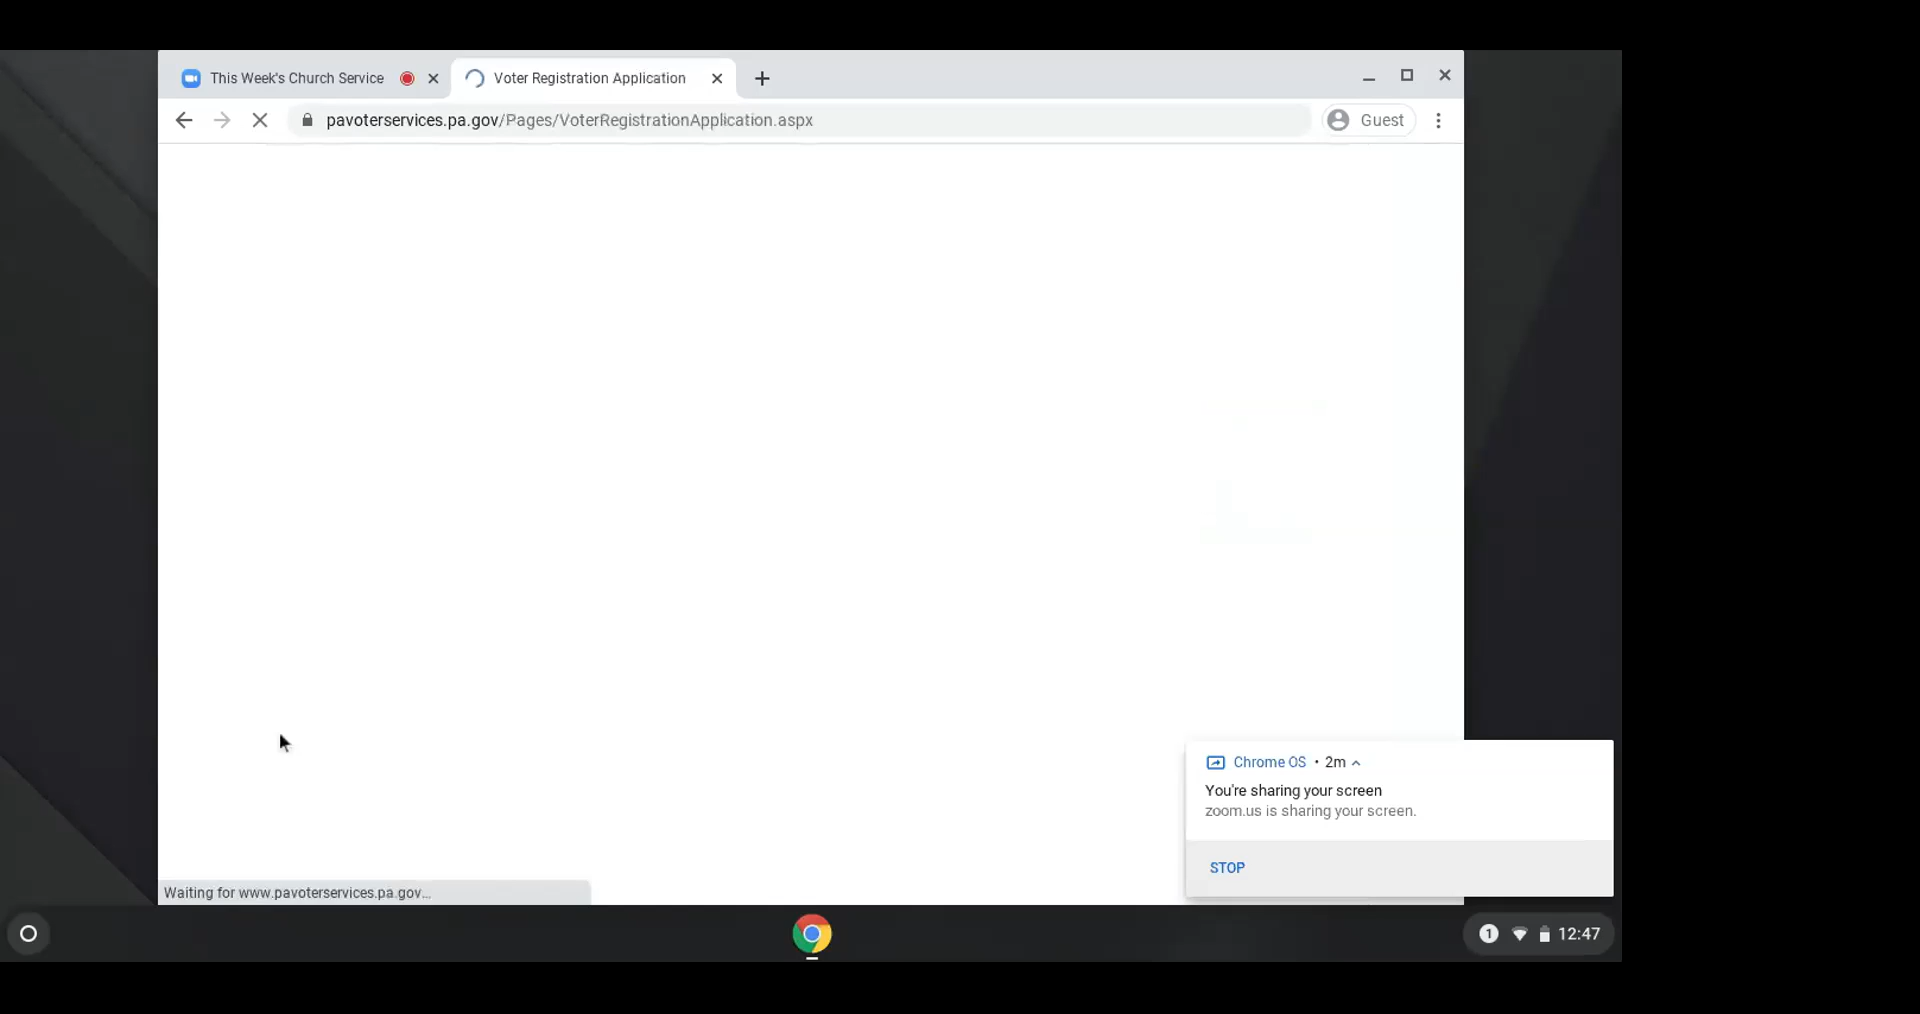 This Week's Church Service
Voter Registration Application
pavoterservices.pa.gov/Pages/VoterRegistrationApplication.aspx
Guest
Chrome OS • 2m
You're sharing your screen
zoom.us is sharing your screen.
STOP
Waiting for www.pavoterservices.pa.gov...
1
12:47